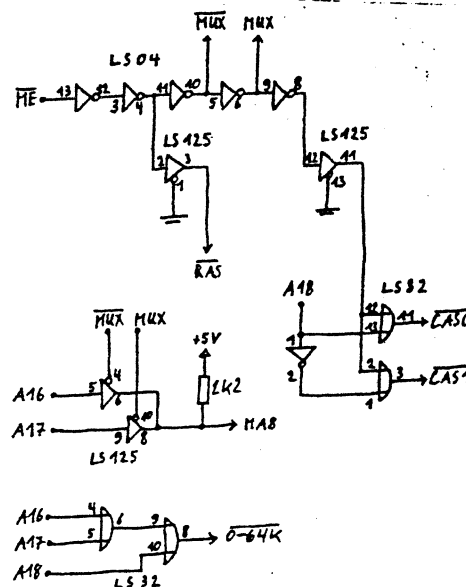 MUX MUX
LS04
ME 13 12 3 4 11 10 5 6 9 8
LS125 LS125
2 3 1 12 11 13
RAS
A18 LS32
12 11 CAS0
13
1
2
2 3 CAS1
1
MUX MUX +5V
A16 5 4 6 2k2
A17 9 10 8 MA8
LS125
A16 4 6 9 8 0-64K
A17 5 10
A18 LS32